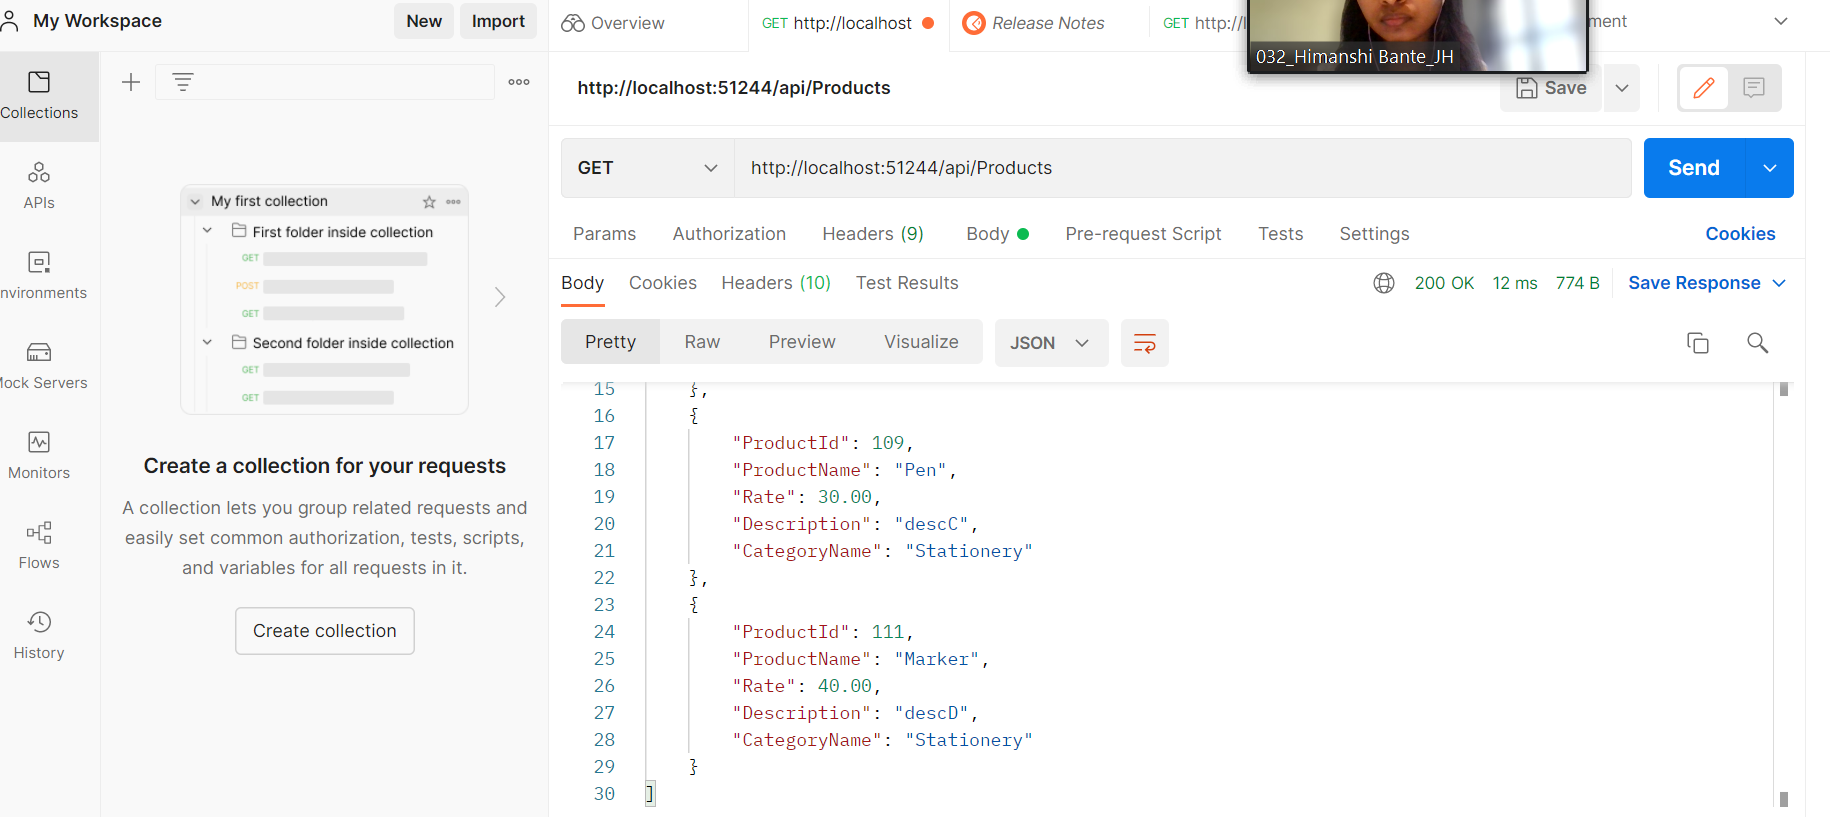 My Workspace
New
Import
Overview
GET http://localhost
Release Notes
GET http://l
ment
032_Himanshi Bante_JH
Collections
APIs
nvironments
Mock Servers
Monitors
Flows
History
My first collection
First folder inside collection
GET
POST
GET
Second folder inside collection
GET
GET
Create a collection for your requests
A collection lets you group related requests and
easily set common authorization, tests, scripts,
and variables for all requests in it.
Create collection
http://localhost:51244/api/Products
Save
GET
http://localhost:51244/api/Products
Send
Params
Authorization
Headers (9)
Body
Pre-request Script
Tests
Settings
Cookies
Body
Cookies
Headers (10)
Test Results
200 OK
12 ms
774 B
Save Response
Pretty
Raw
Preview
Visualize
JSON
15 },
16 {
17 "ProductId": 109,
18 "ProductName": "Pen",
19 "Rate": 30.00,
20 "Description": "descC",
21 "CategoryName": "Stationery"
22 },
23 {
24 "ProductId": 111,
25 "ProductName": "Marker",
26 "Rate": 40.00,
27 "Description": "descD",
28 "CategoryName": "Stationery"
29 }
30 ]